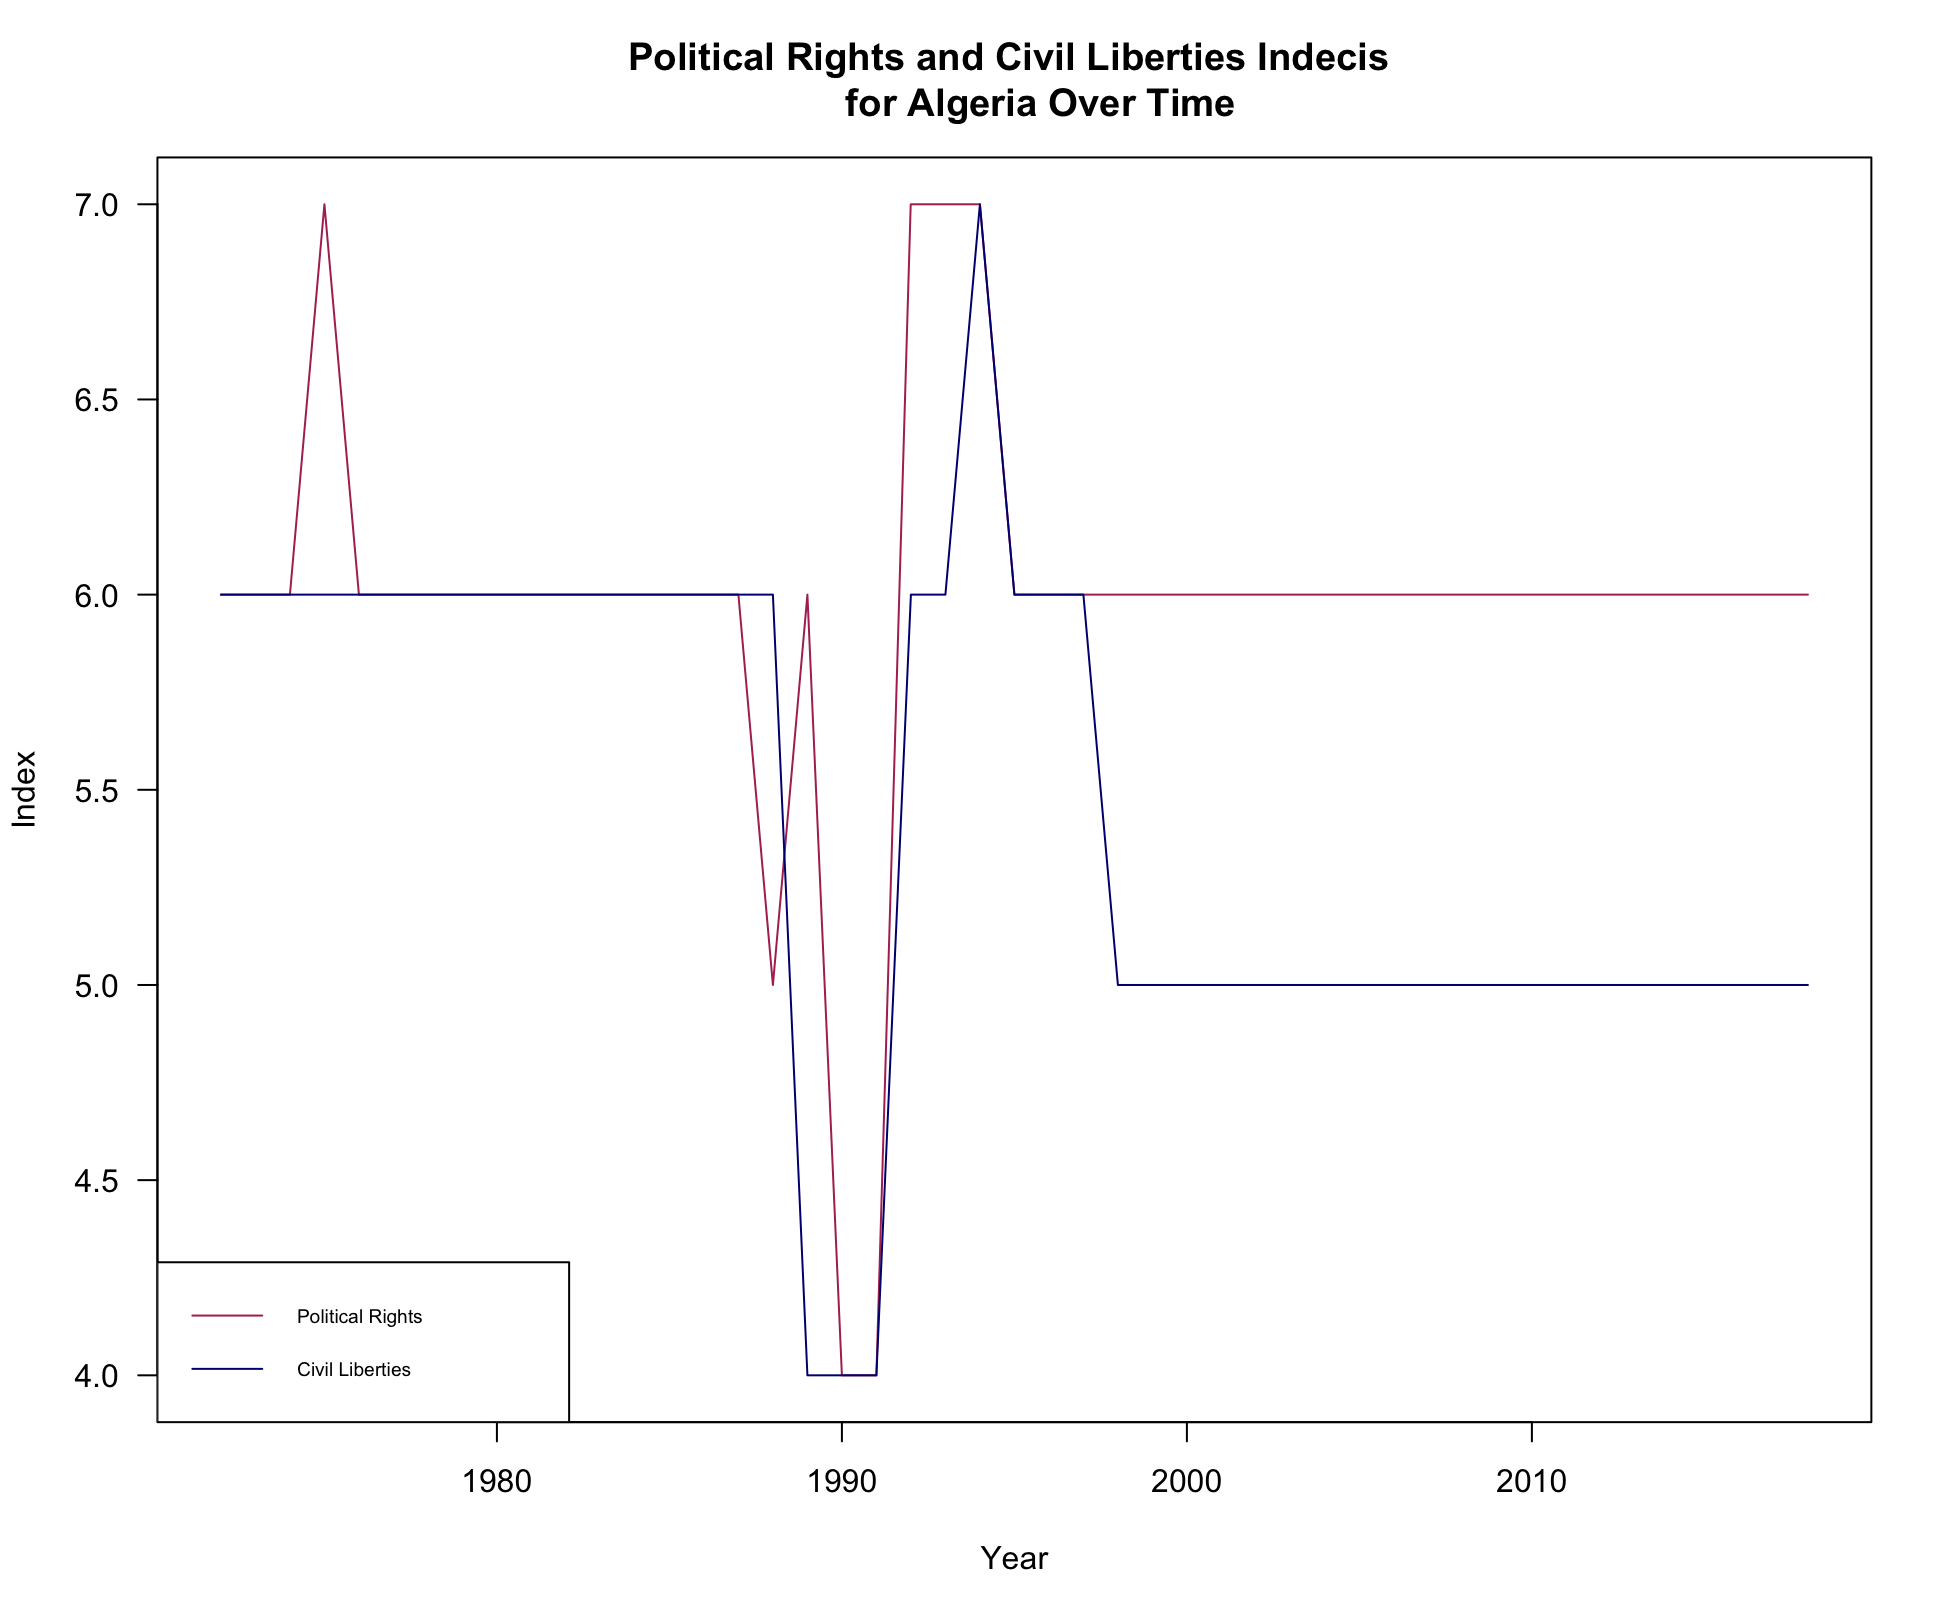 Political Rights and Civil Liberties Indecis
for Algeria Over Time
7.0
6.5
6.0
5.5
5.0
4.5
4.0
Index
Political Rights
Civil Liberties
1980
1990
2000
2010
Year